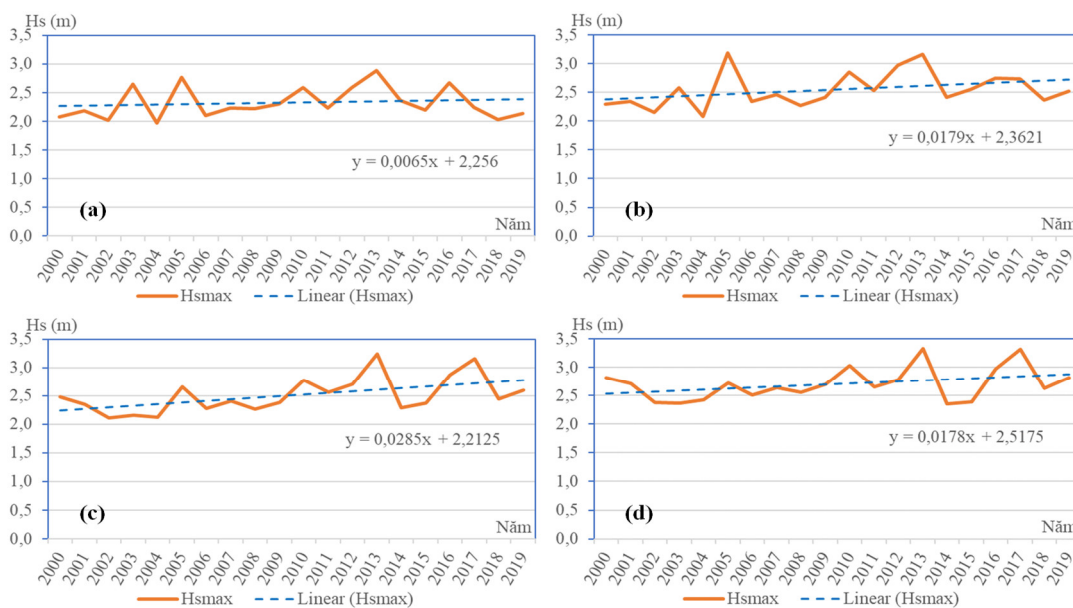 Hs (m)
3,5
3,0
2,5
2,0
1,5
1,0
0,5
0,0
y = 0,0065x + 2,256
(a)
Năm
2000 2001 2002 2003 2004 2005 2006 2007 2008 2009 2010 2011 2012 2013 2014 2015 2016 2017 2018 2019
Hsmax Linear (Hsmax)
Hs (m)
3,5
3,0
2,5
2,0
1,5
1,0
0,5
0,0
y = 0,0179x + 2,3621
(b)
Năm
2000 2001 2002 2003 2004 2005 2006 2007 2008 2009 2010 2011 2012 2013 2014 2015 2016 2017 2018 2019
Hsmax Linear (Hsmax)
Hs (m)
3,5
3,0
2,5
2,0
1,5
1,0
0,5
0,0
y = 0,0285x + 2,2125
(c)
Năm
2000 2001 2002 2003 2004 2005 2006 2007 2008 2009 2010 2011 2012 2013 2014 2015 2016 2017 2018 2019
Hsmax Linear (Hsmax)
Hs (m)
3,5
3,0
2,5
2,0
1,5
1,0
0,5
0,0
y = 0,0178x + 2,5175
(d)
Năm
2000 2001 2002 2003 2004 2005 2006 2007 2008 2009 2010 2011 2012 2013 2014 2015 2016 2017 2018 2019
Hsmax Linear (Hsmax)